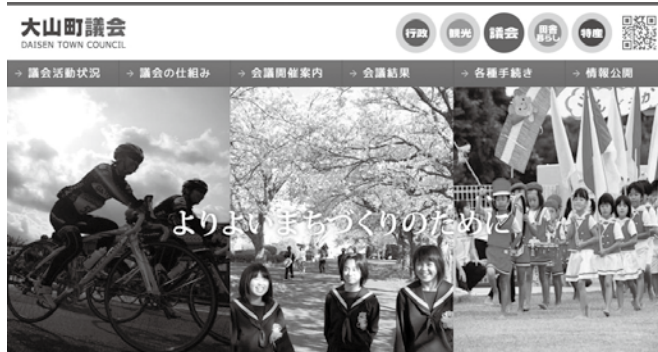 大山町議会
DAISEN TOWN COUNCIL
行政
観光
議会
田舎
暮らし
特産
→ 議会活動状況
→ 議会の仕組み
→ 会議開催案内
→ 会議結果
→ 各種手続き
→ 情報公開
よりよいまちづくりのために